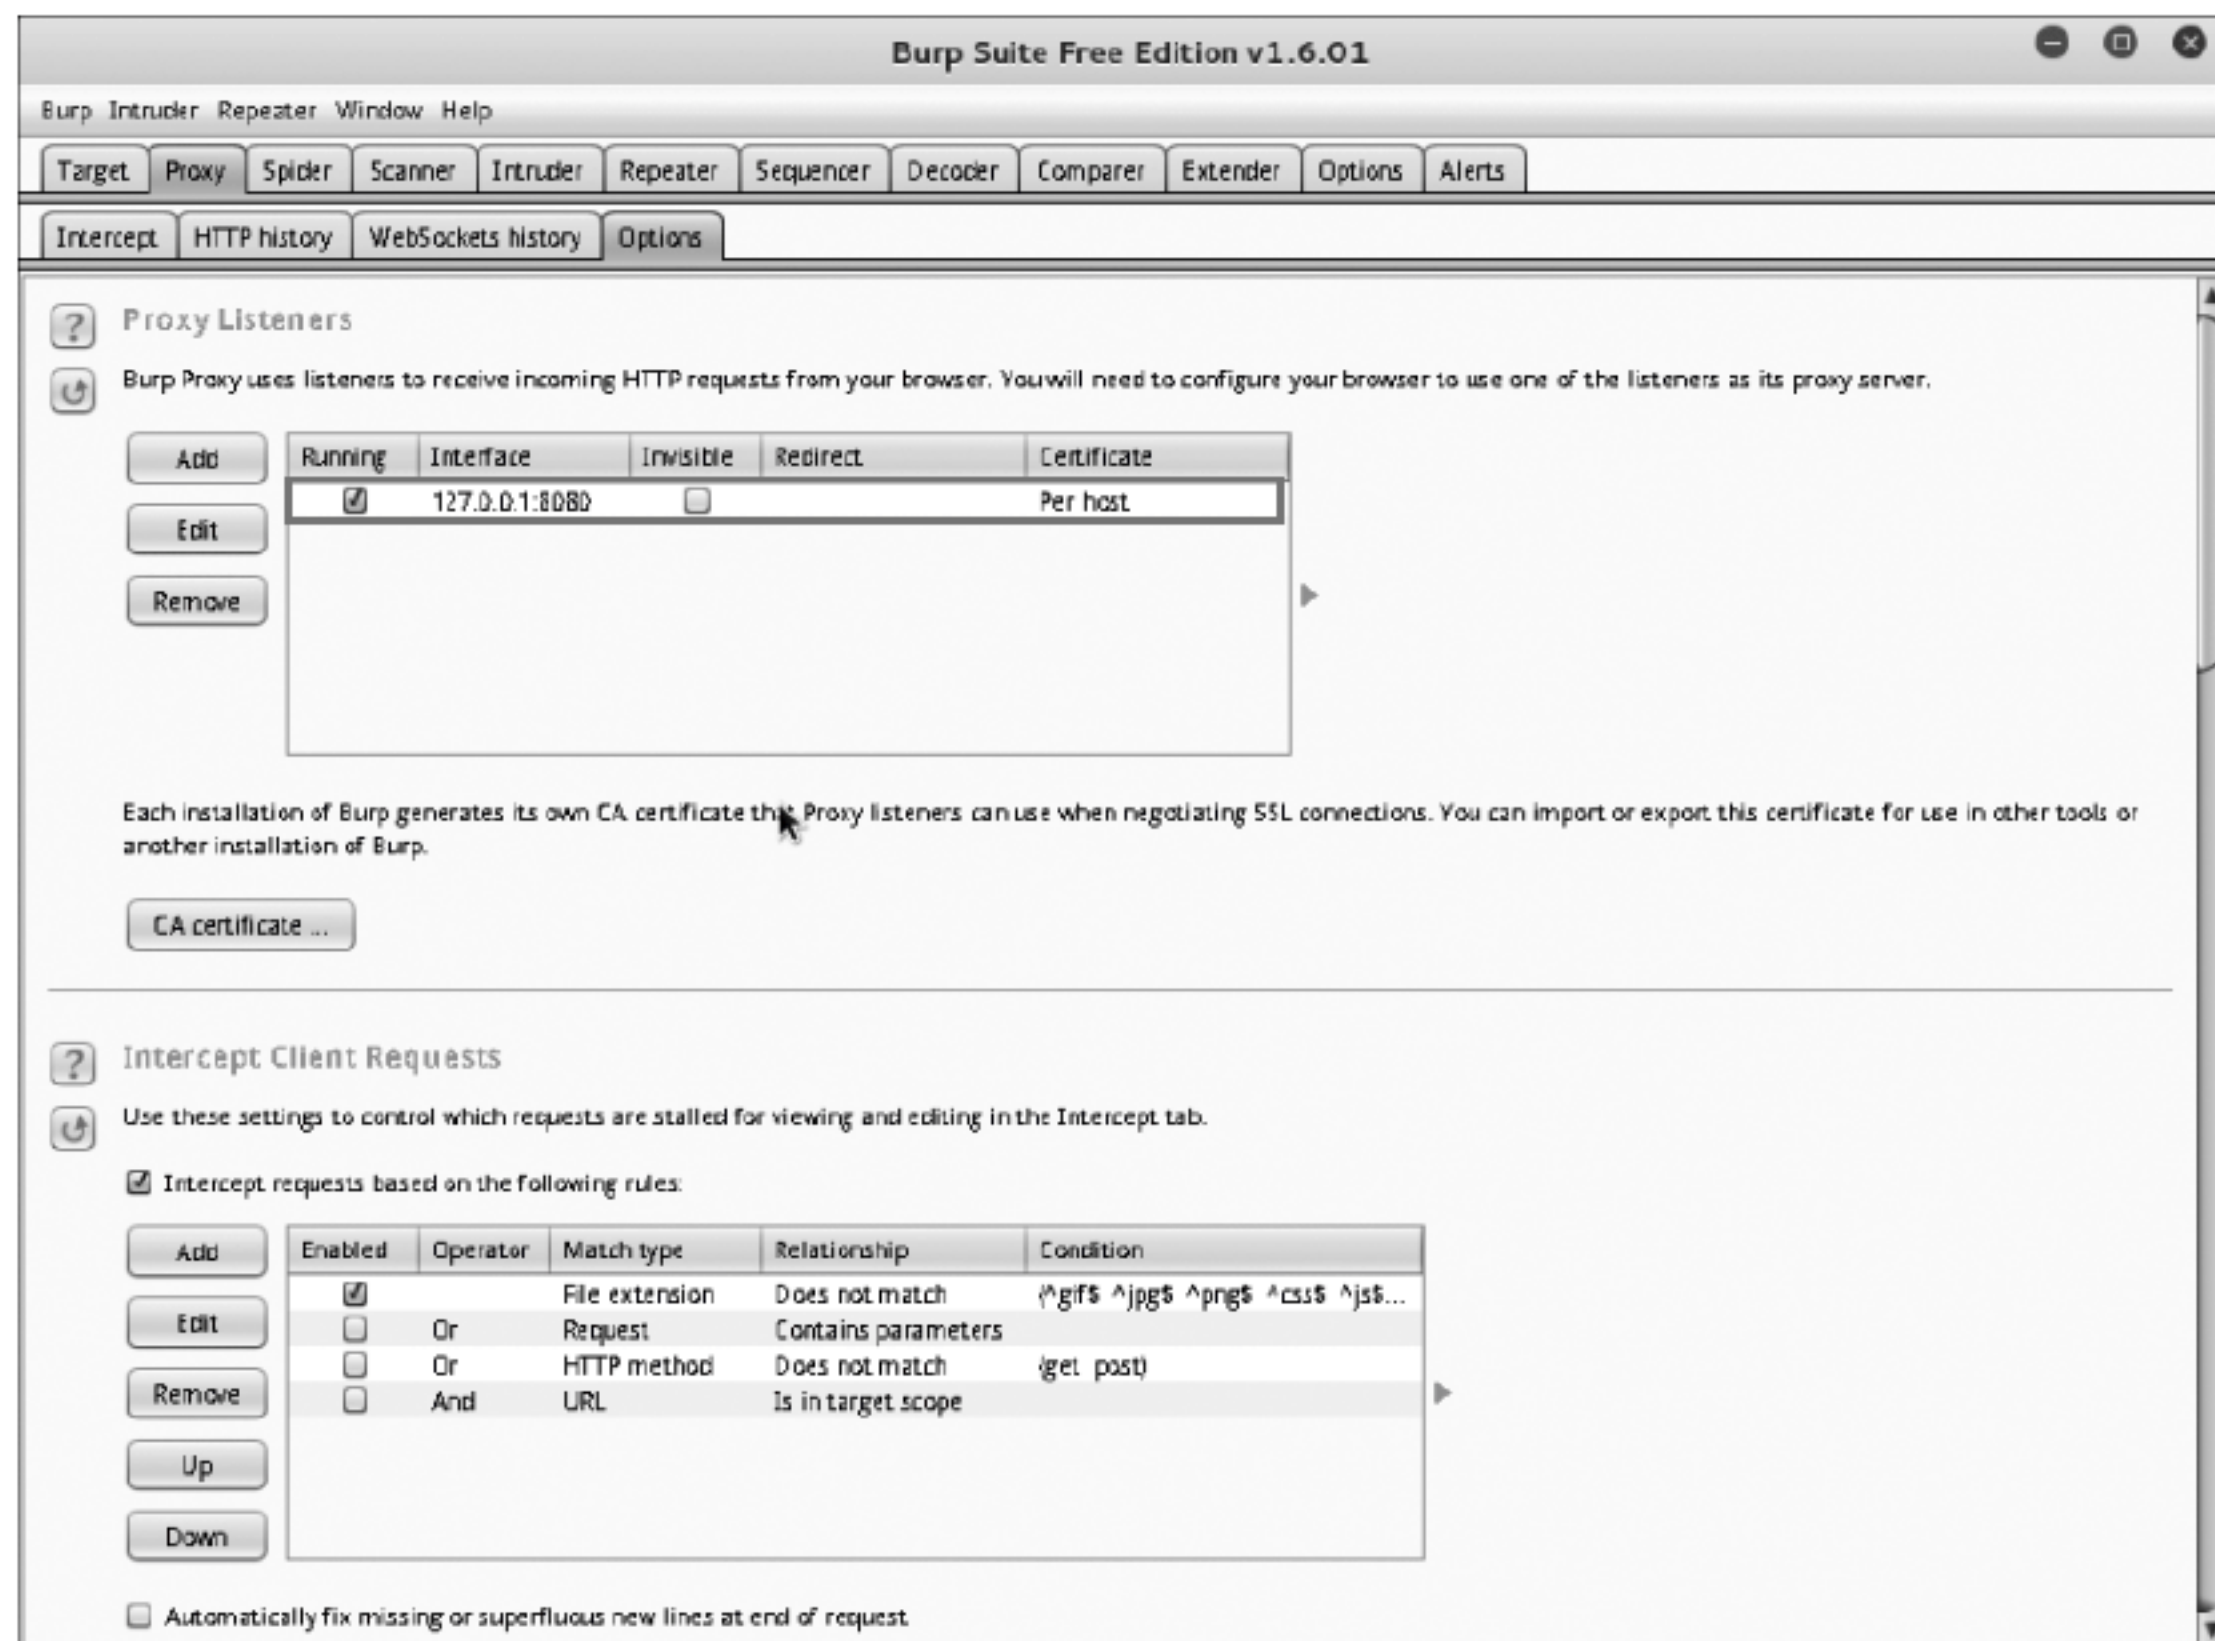 Burp Suite Free Edition v1.6.01
Burp Intruder Repeater Window Help
Target Proxy Spider Scanner Intruder Repeater Sequencer Decoder Comparer Extender Options Alerts
Intercept HTTP history WebSockets history Options
? Proxy Listeners
Burp Proxy uses listeners to receive incoming HTTP requests from your browser. You will need to configure your browser to use one of the listeners as its proxy server.
Add Running Interface Invisible Redirect Certificate
127.0.0.1:8080 Per host
Edit
Remove
Each installation of Burp generates its own CA certificate that Proxy listeners can use when negotiating SSL connections. You can import or export this certificate for use in other tools or
another installation of Burp.
CA certificate ...
? Intercept Client Requests
Use these settings to control which requests are stalled for viewing and editing in the Intercept tab.
Intercept requests based on the following rules:
Add Enabled Operator Match type Relationship Condition
File extension Does not match (^gif$ ^jpg$ ^png$ ^css$ ^js$...
Edit Or Request Contains parameters
Or HTTP method Does not match (get post)
Remove And URL Is in target scope
Up
Down
Automatically fix missing or superfluous new lines at end of request